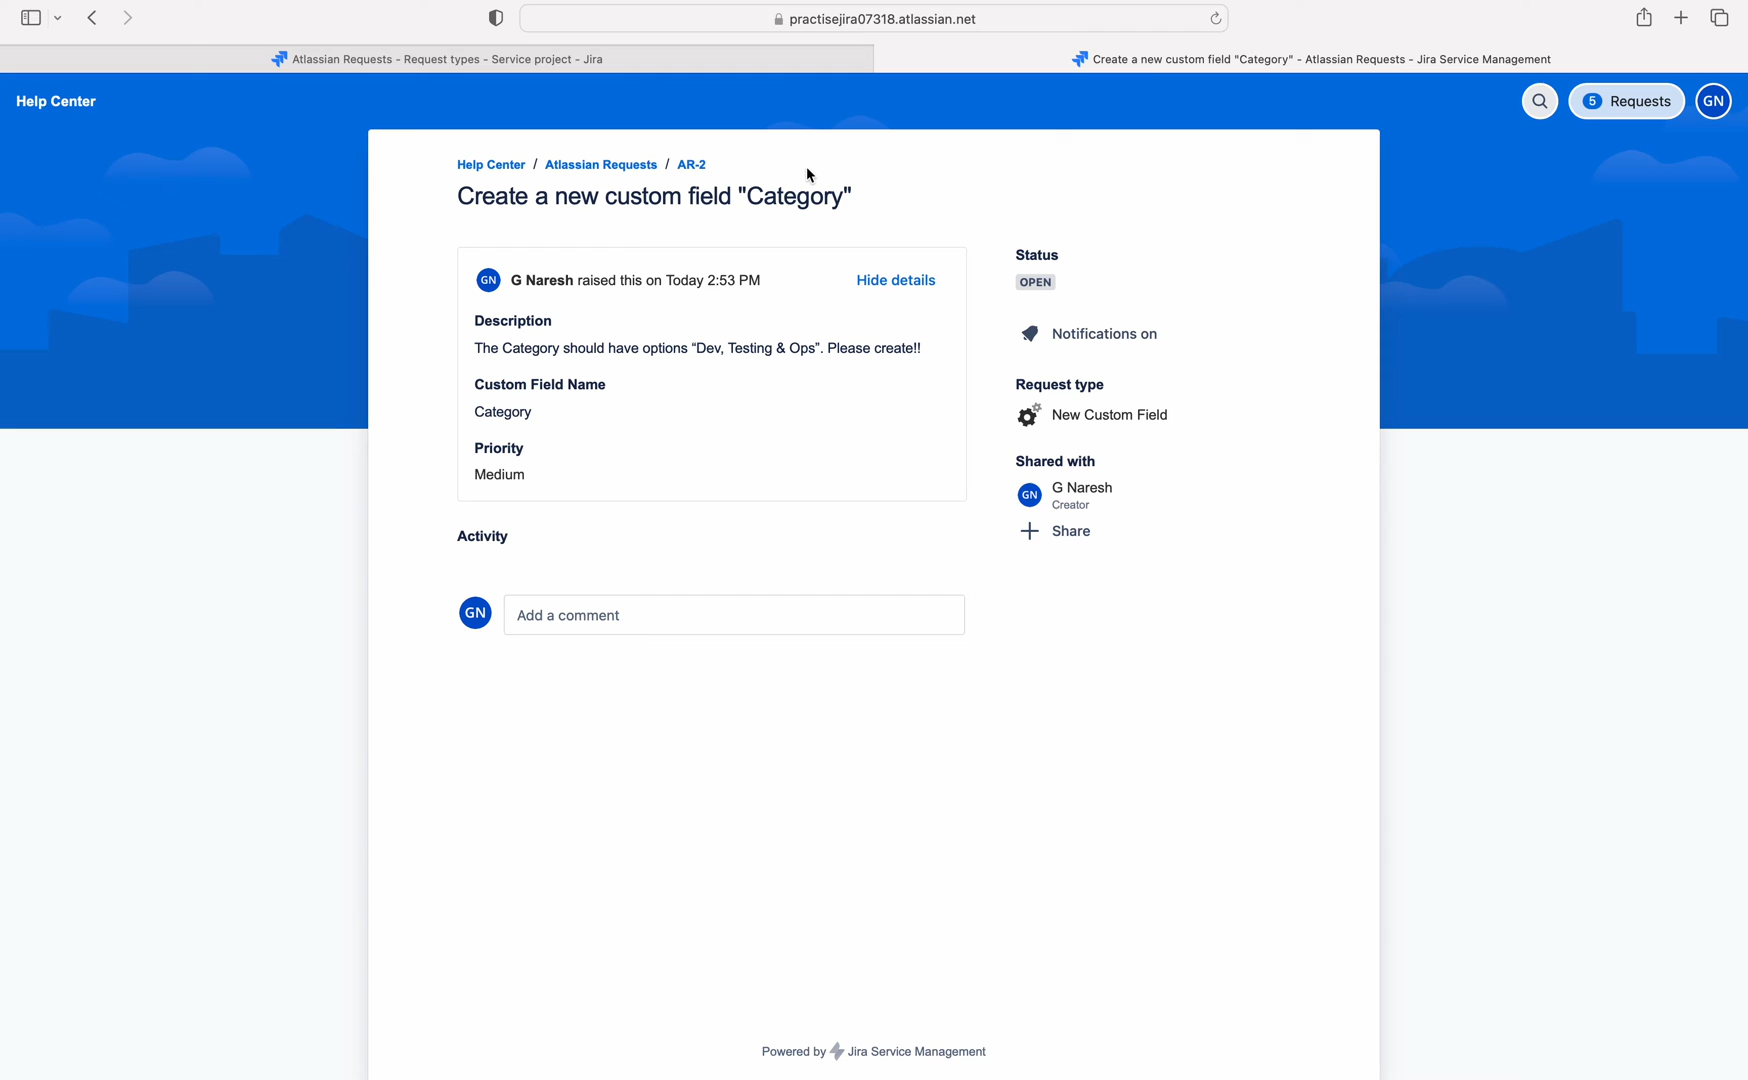 practisejira07318.atlassian.net
Atlassian Requests - Request types - Service project - Jira
Create a new custom field "Category" - Atlassian Requests - Jira Service Management
Help Center
5 Requests
GN
Help Center / Atlassian Requests / AR-2
Create a new custom field "Category"
GN G Naresh raised this on Today 2:53 PM
Hide details
Description
The Category should have options “Dev, Testing & Ops”. Please create!!
Custom Field Name
Category
Priority
Medium
Activity
GN Add a comment
Status
OPEN
Notifications on
Request type
New Custom Field
Shared with
GN G Naresh
Creator
Share
Powered by Jira Service Management